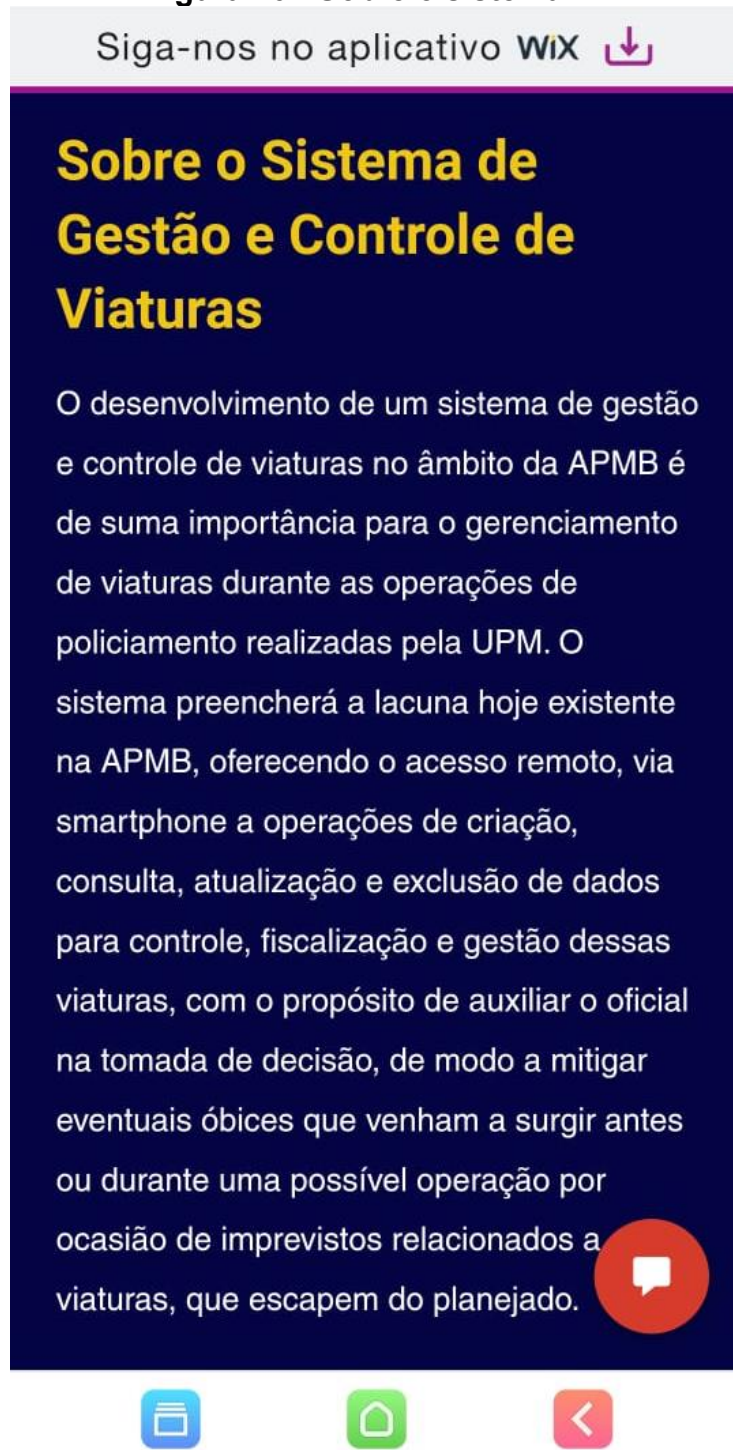 Siga-nos no aplicativo WiX
Sobre o Sistema de
Gestão e Controle de
Viaturas
O desenvolvimento de um sistema de gestão
e controle de viaturas no âmbito da APMB é
de suma importância para o gerenciamento
de viaturas durante as operações de
policiamento realizadas pela UPM. O
sistema preencherá a lacuna hoje existente
na APMB, oferecendo o acesso remoto, via
smartphone a operações de criação,
consulta, atualização e exclusão de dados
para controle, fiscalização e gestão dessas
viaturas, com o propósito de auxiliar o oficial
na tomada de decisão, de modo a mitigar
eventuais óbices que venham a surgir antes
ou durante uma possível operação por
ocasião de imprevistos relacionados a
viaturas, que escapem do planejado.